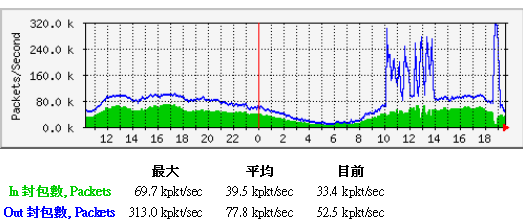 Packets/Second
320.0 k
240.0 k
160.0 k
80.0 k
0.0 k
12 14 16 18 20 22 0 2 4 6 8 10 12 14 16 18
最大 平均 目前
In 封包數, Packets 69.7 kpkt/sec 39.5 kpkt/sec 33.4 kpkt/sec
Out 封包數, Packets 313.0 kpkt/sec 77.8 kpkt/sec 52.5 kpkt/sec